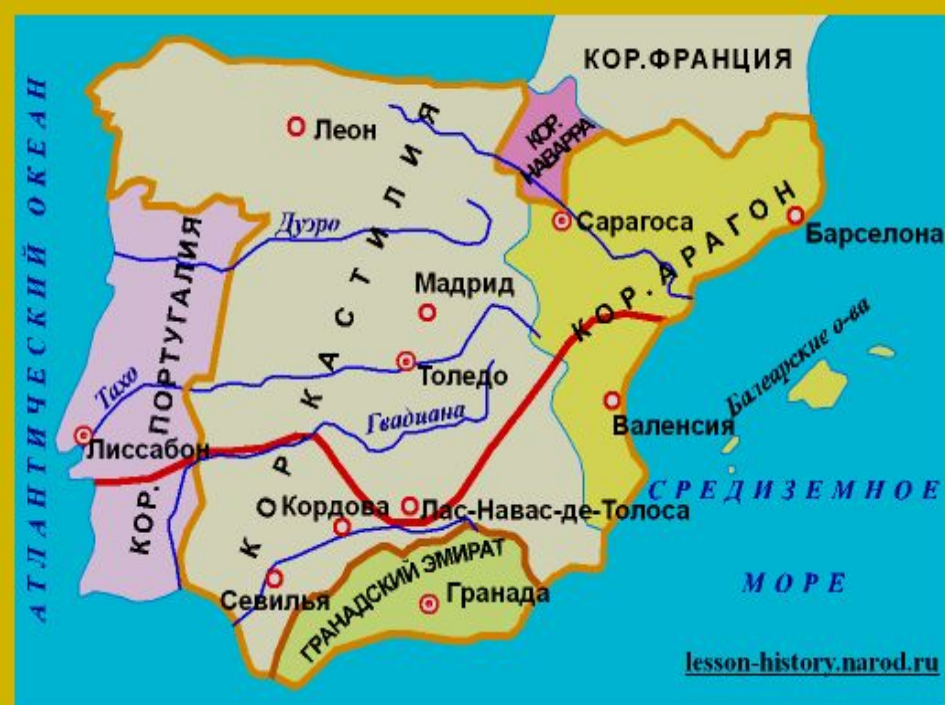 АТЛАНТИЧЕСКИЙ ОКЕАН
КОР.ФРАНЦИЯ
КОР.
НАВАРРА
Леон
КОР. КАСТИЛИЯ
Дуэро
Сарагоса
Барселона
КОР. АРАГОН
КОР. ПОРТУГАЛИЯ
Мадрид
Толедо
Тахо
Гвадиана
Балеарские о-ва
Лиссабон
Валенсия
СРЕДИЗЕМНОЕ
МОРЕ
Кордова
Лас-Навас-де-Толоса
Севилья
ГРАНАДСКИЙ ЭМИРАТ
Гранада
lesson-history.narod.ru